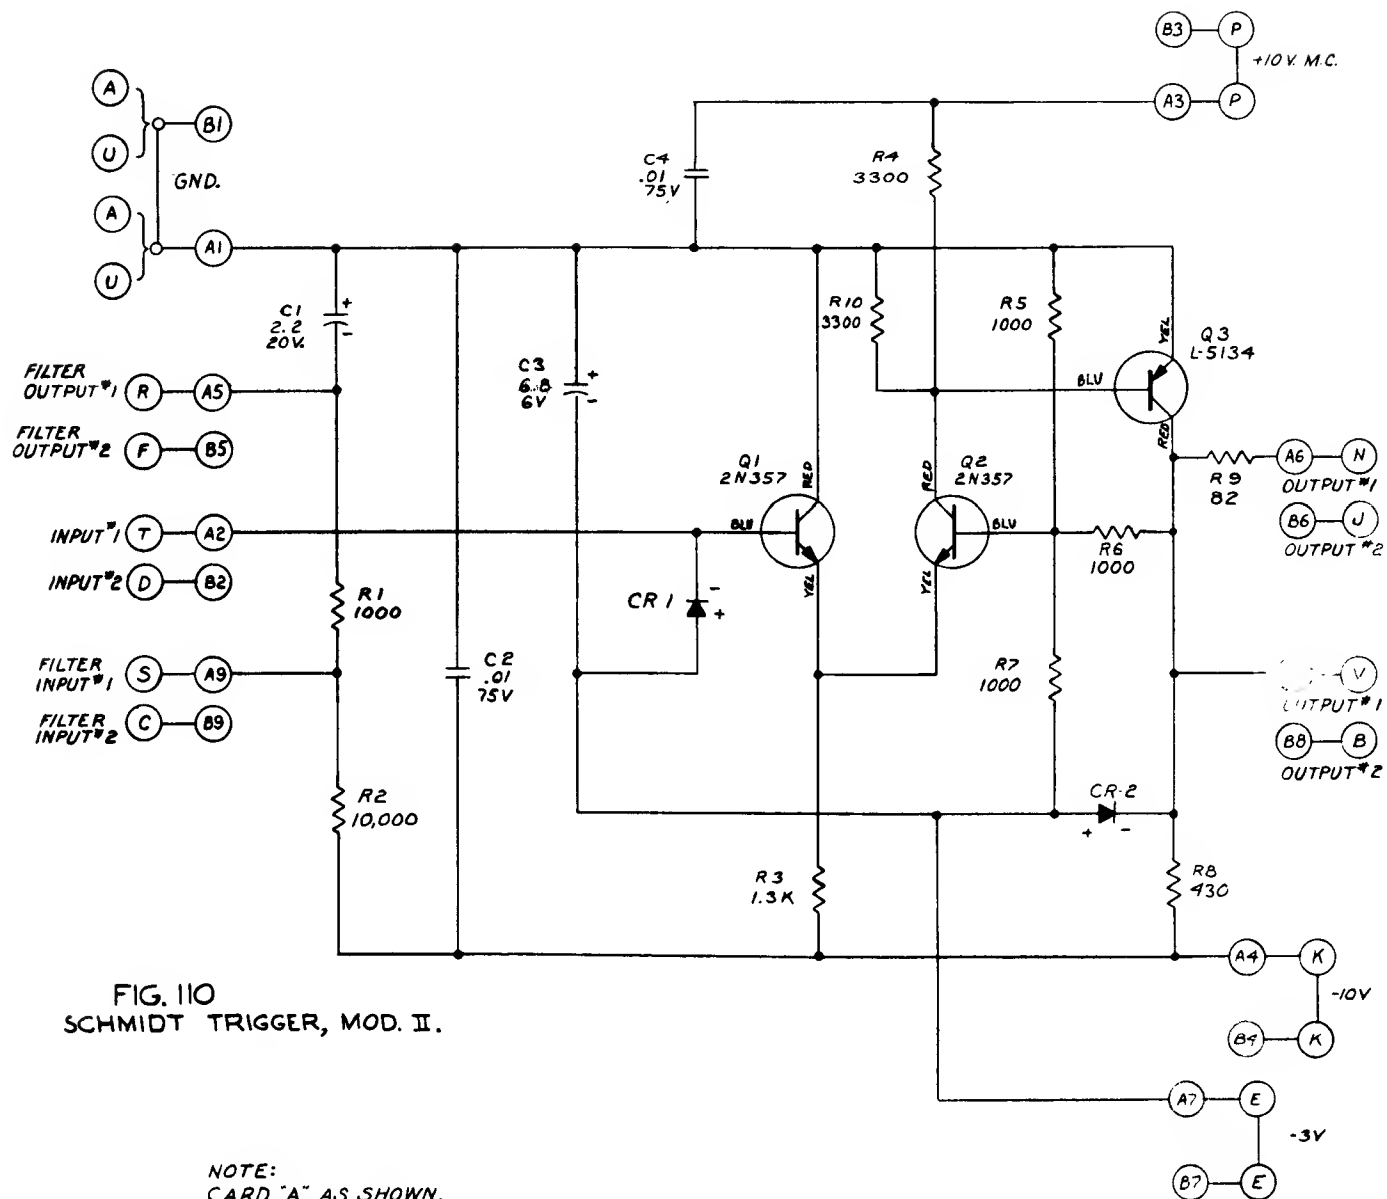 B3 P
+10V. M.C.
A3 P
A
B1
U
GND.
A
A1
U
C4
.01
75V
R4
3300
C1
2.2
20V.
+
-
C3
6.8
6V
+
-
R10
3300
R5
1000
YEL
Q3
L-5134
BLU
RED
FILTER
OUTPUT #1 R A5
FILTER
OUTPUT #2 F B5
Q1
2N357
RED
BLU
YEL
Q2
2N357
RED
BLU
YEL
R9
82
A6 N
OUTPUT #1
B6 J
OUTPUT #2
INPUT #1 T A2
INPUT #2 D B2
R6
1000
R1
1000
CR 1
-
+
FILTER
INPUT #1 S A9
FILTER
INPUT #2 C B9
C2
.01
75V
R7
1000
V
OUTPUT #1
B8 B
OUTPUT #2
R2
10,000
CR-2
+ -
R3
1.3K
R8
430
A4 K
-10V
B4 K
FIG. 110
SCHMIDT TRIGGER, MOD. II.
A7 E
-3V
B7 E
NOTE:
CARD "A" AS SHOWN.